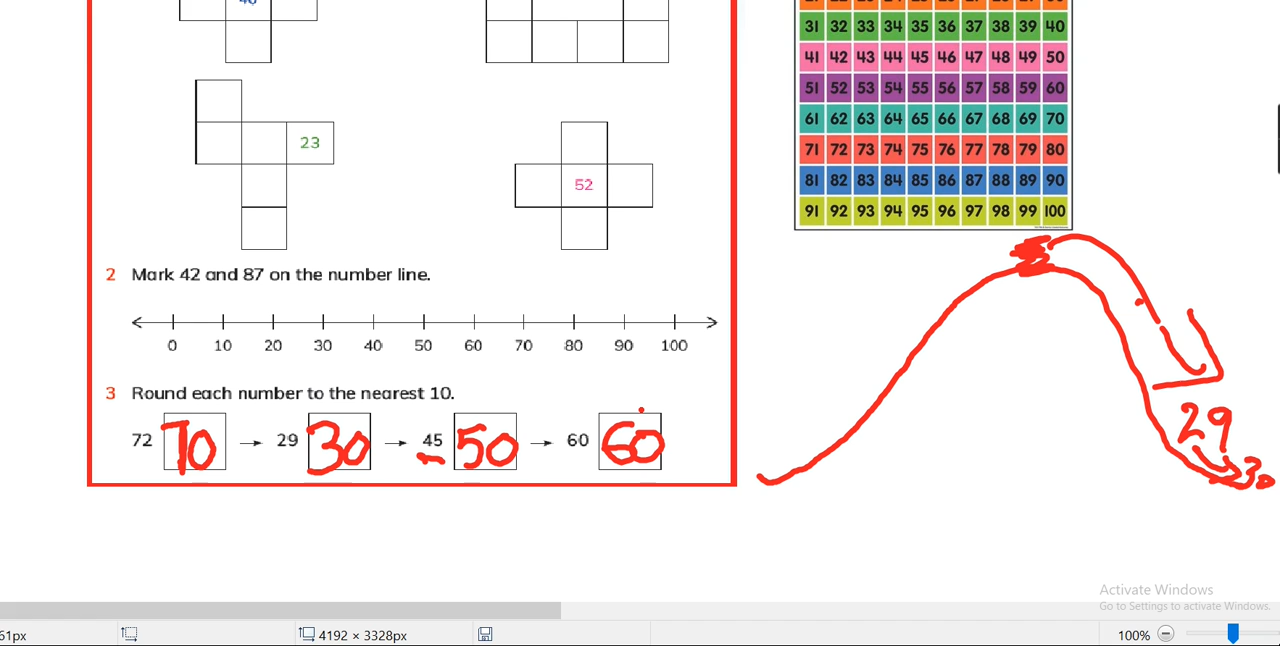 31 32 33 34 35 36 37 38 39 40
41 42 43 44 45 46 47 48 49 50
51 52 53 54 55 56 57 58 59 60
61 62 63 64 65 66 67 68 69 70
71 72 73 74 75 76 77 78 79 80
81 82 83 84 85 86 87 88 89 90
91 92 93 94 95 96 97 98 99 100
23
52
2 Mark 42 and 87 on the number line.
0 10 20 30 40 50 60 70 80 90 100
3 Round each number to the nearest 10.
72 70 → 29 30 → 45 50 → 60 60
29
30
Activate Windows
Go to Settings to activate Windows.
4192 × 3328px
100%